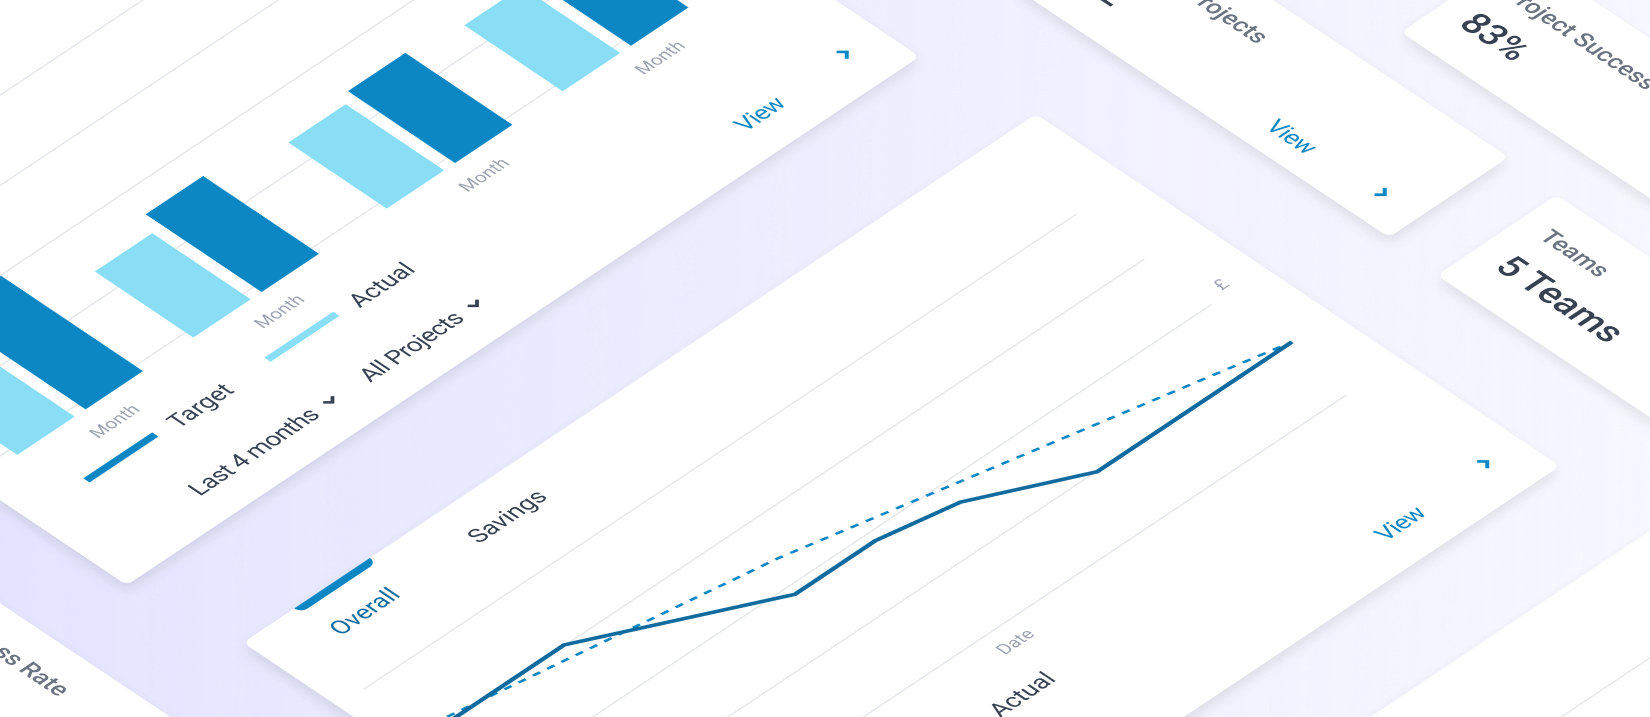 Month
View
Month
Month
Actual
Month
Target
All Projects
Last 4 months
rojects
View
roject Success
83%
Teams
5 Teams
£
Savings
Overall
View
Date
Actual
ss Rate